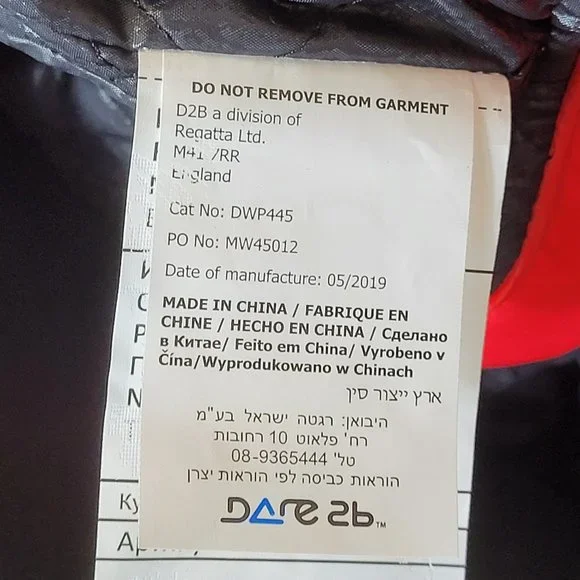 DO NOT REMOVE FROM GARMENT
D2B a division of
Regatta Ltd.
England
Cat No: DWP445
PO No: MW45012
Date of manufacture: 05/2019
MADE IN CHINA / FABRIQUE EN
CHINE / HECHO EN CHINA / Сделано
в Китае/ Feito em China/ Vyrobeno v
Čína/Wyprodukowano w Chinach
ארץ ייצור סין
היבואן: רגטה ישראל בע"מ
רח' פלאוט 10 רחובות
טל' 08-9365444
הוראות כביסה לפי הוראות יצרן
DARE 2b™